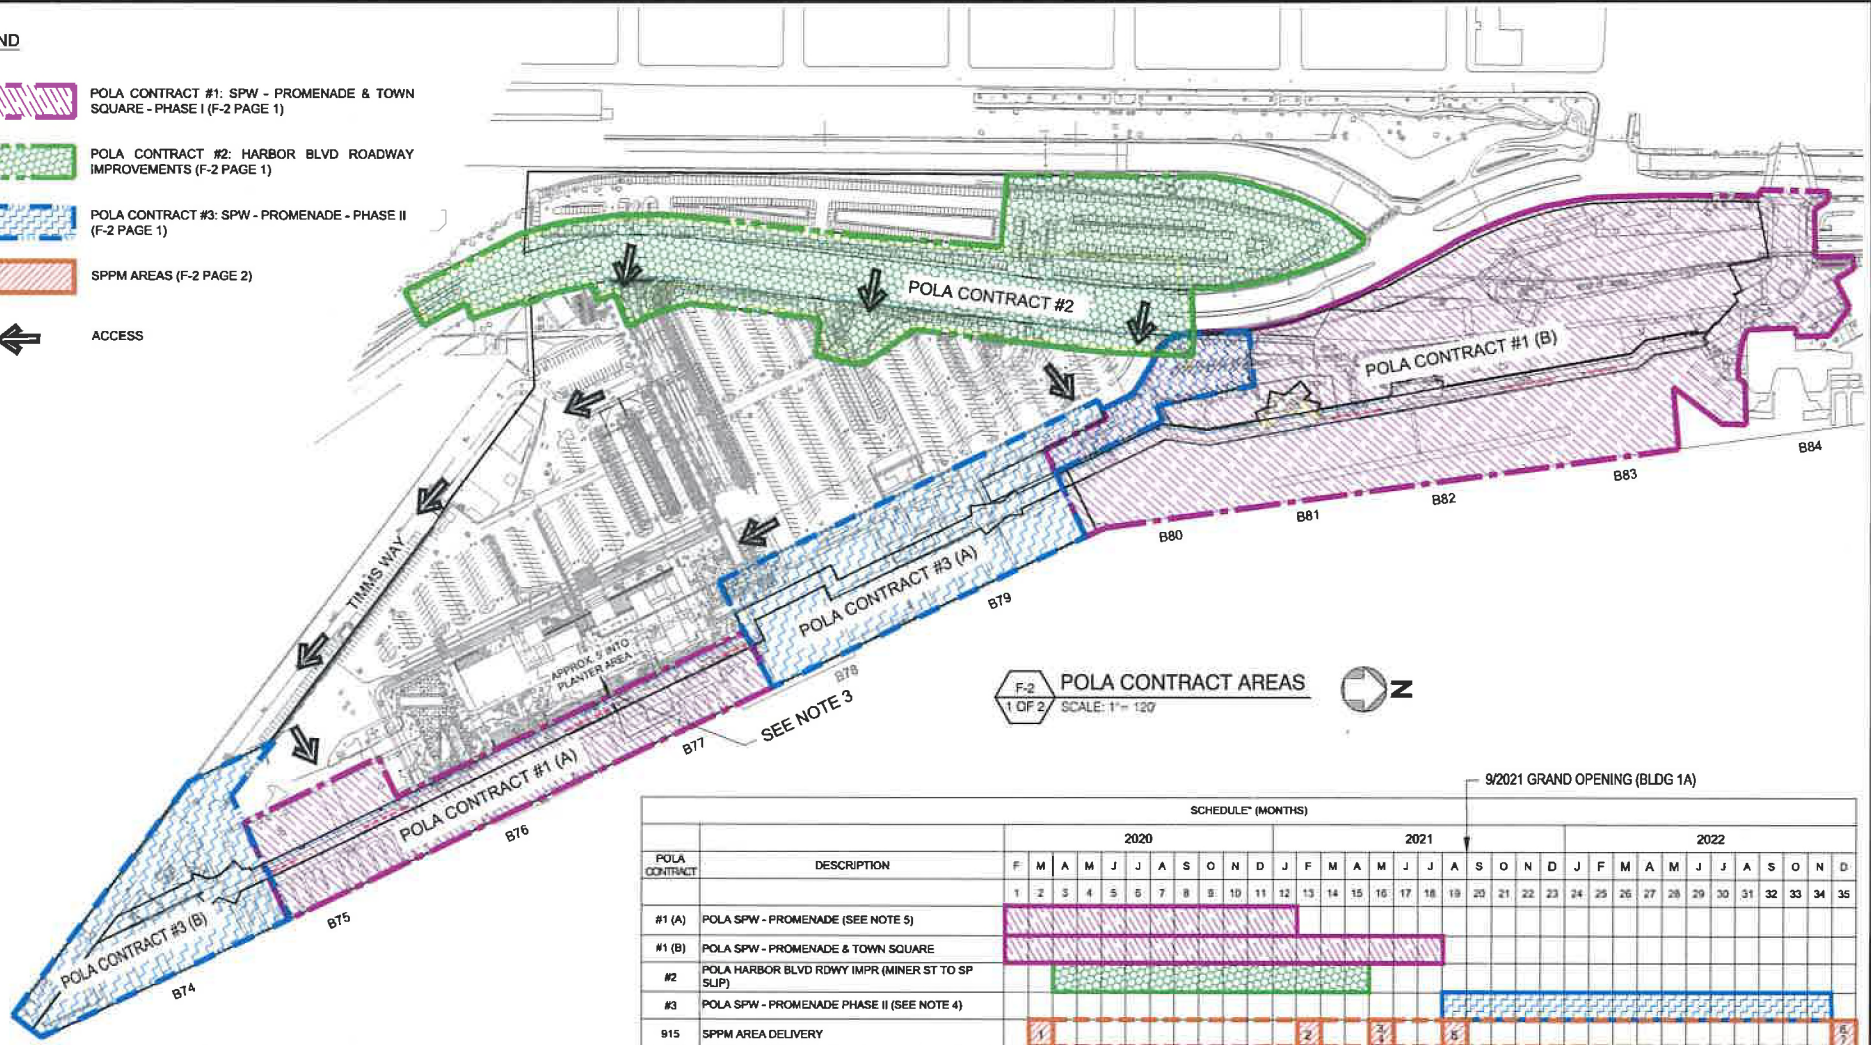 ND
POLA CONTRACT #1: SPW - PROMENADE & TOWN
SQUARE - PHASE I (F-2 PAGE 1)
POLA CONTRACT #2: HARBOR BLVD ROADWAY
IMPROVEMENTS (F-2 PAGE 1)
POLA CONTRACT #3: SPW - PROMENADE - PHASE II
(F-2 PAGE 1)
SPPM AREAS (F-2 PAGE 2)
ACCESS
POLA CONTRACT #2
POLA CONTRACT #1 (B)
B84
B83
B82
B81
B80
TIMMS WAY
POLA CONTRACT #3 (A)
B79
B78
APPROX. 5' INTO
PLANTER AREA
SEE NOTE 3
B77
POLA CONTRACT #1 (A)
B76
B75
POLA CONTRACT #3 (B)
B74
F-2
1 OF 2
POLA CONTRACT AREAS
SCALE: 1"= 120'
N
9/2021 GRAND OPENING (BLDG 1A)
SCHEDULE* (MONTHS)
2020 2021 2022
POLA
CONTRACT
DESCRIPTION
F M A M J J A S O N D J F M A M J J A S O N D J F M A M J J A S O N D
1 2 3 4 5 6 7 8 9 10 11 12 13 14 15 16 17 18 19 20 21 22 23 24 25 26 27 28 29 30 31 32 33 34 35
#1 (A) POLA SPW - PROMENADE (SEE NOTE 5)
#1 (B) POLA SPW - PROMENADE & TOWN SQUARE
#2 POLA HARBOR BLVD RDWY IMPR (MINER ST TO SP
SLIP)
#3 POLA SPW - PROMENADE PHASE II (SEE NOTE 4)
915 SPPM AREA DELIVERY
1 2